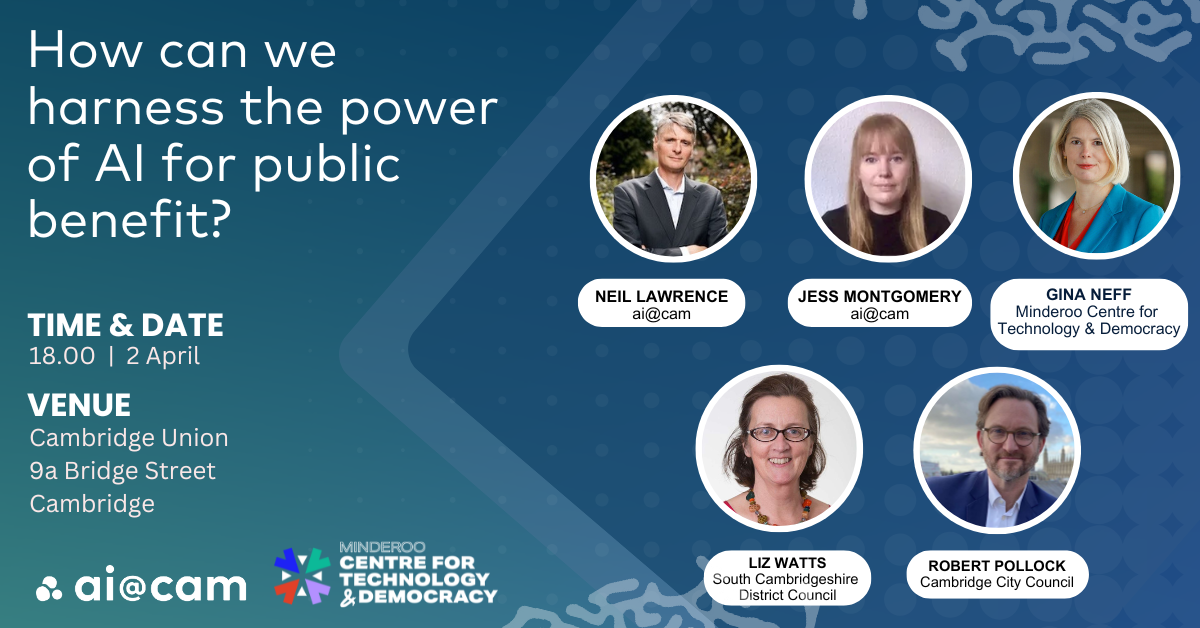 How can we
harness the power
of AI for public
benefit?
TIME & DATE
18.00 | 2 April
VENUE
Cambridge Union
9a Bridge Street
Cambridge
ai@cam
MINDEROO
CENTRE FOR
TECHNOLOGY
& DEMOCRACY
NEIL LAWRENCE
ai@cam
JESS MONTGOMERY
ai@cam
GINA NEFF
Minderoo Centre for
Technology & Democracy
LIZ WATTS
South Cambridgeshire
District Council
ROBERT POLLOCK
Cambridge City Council